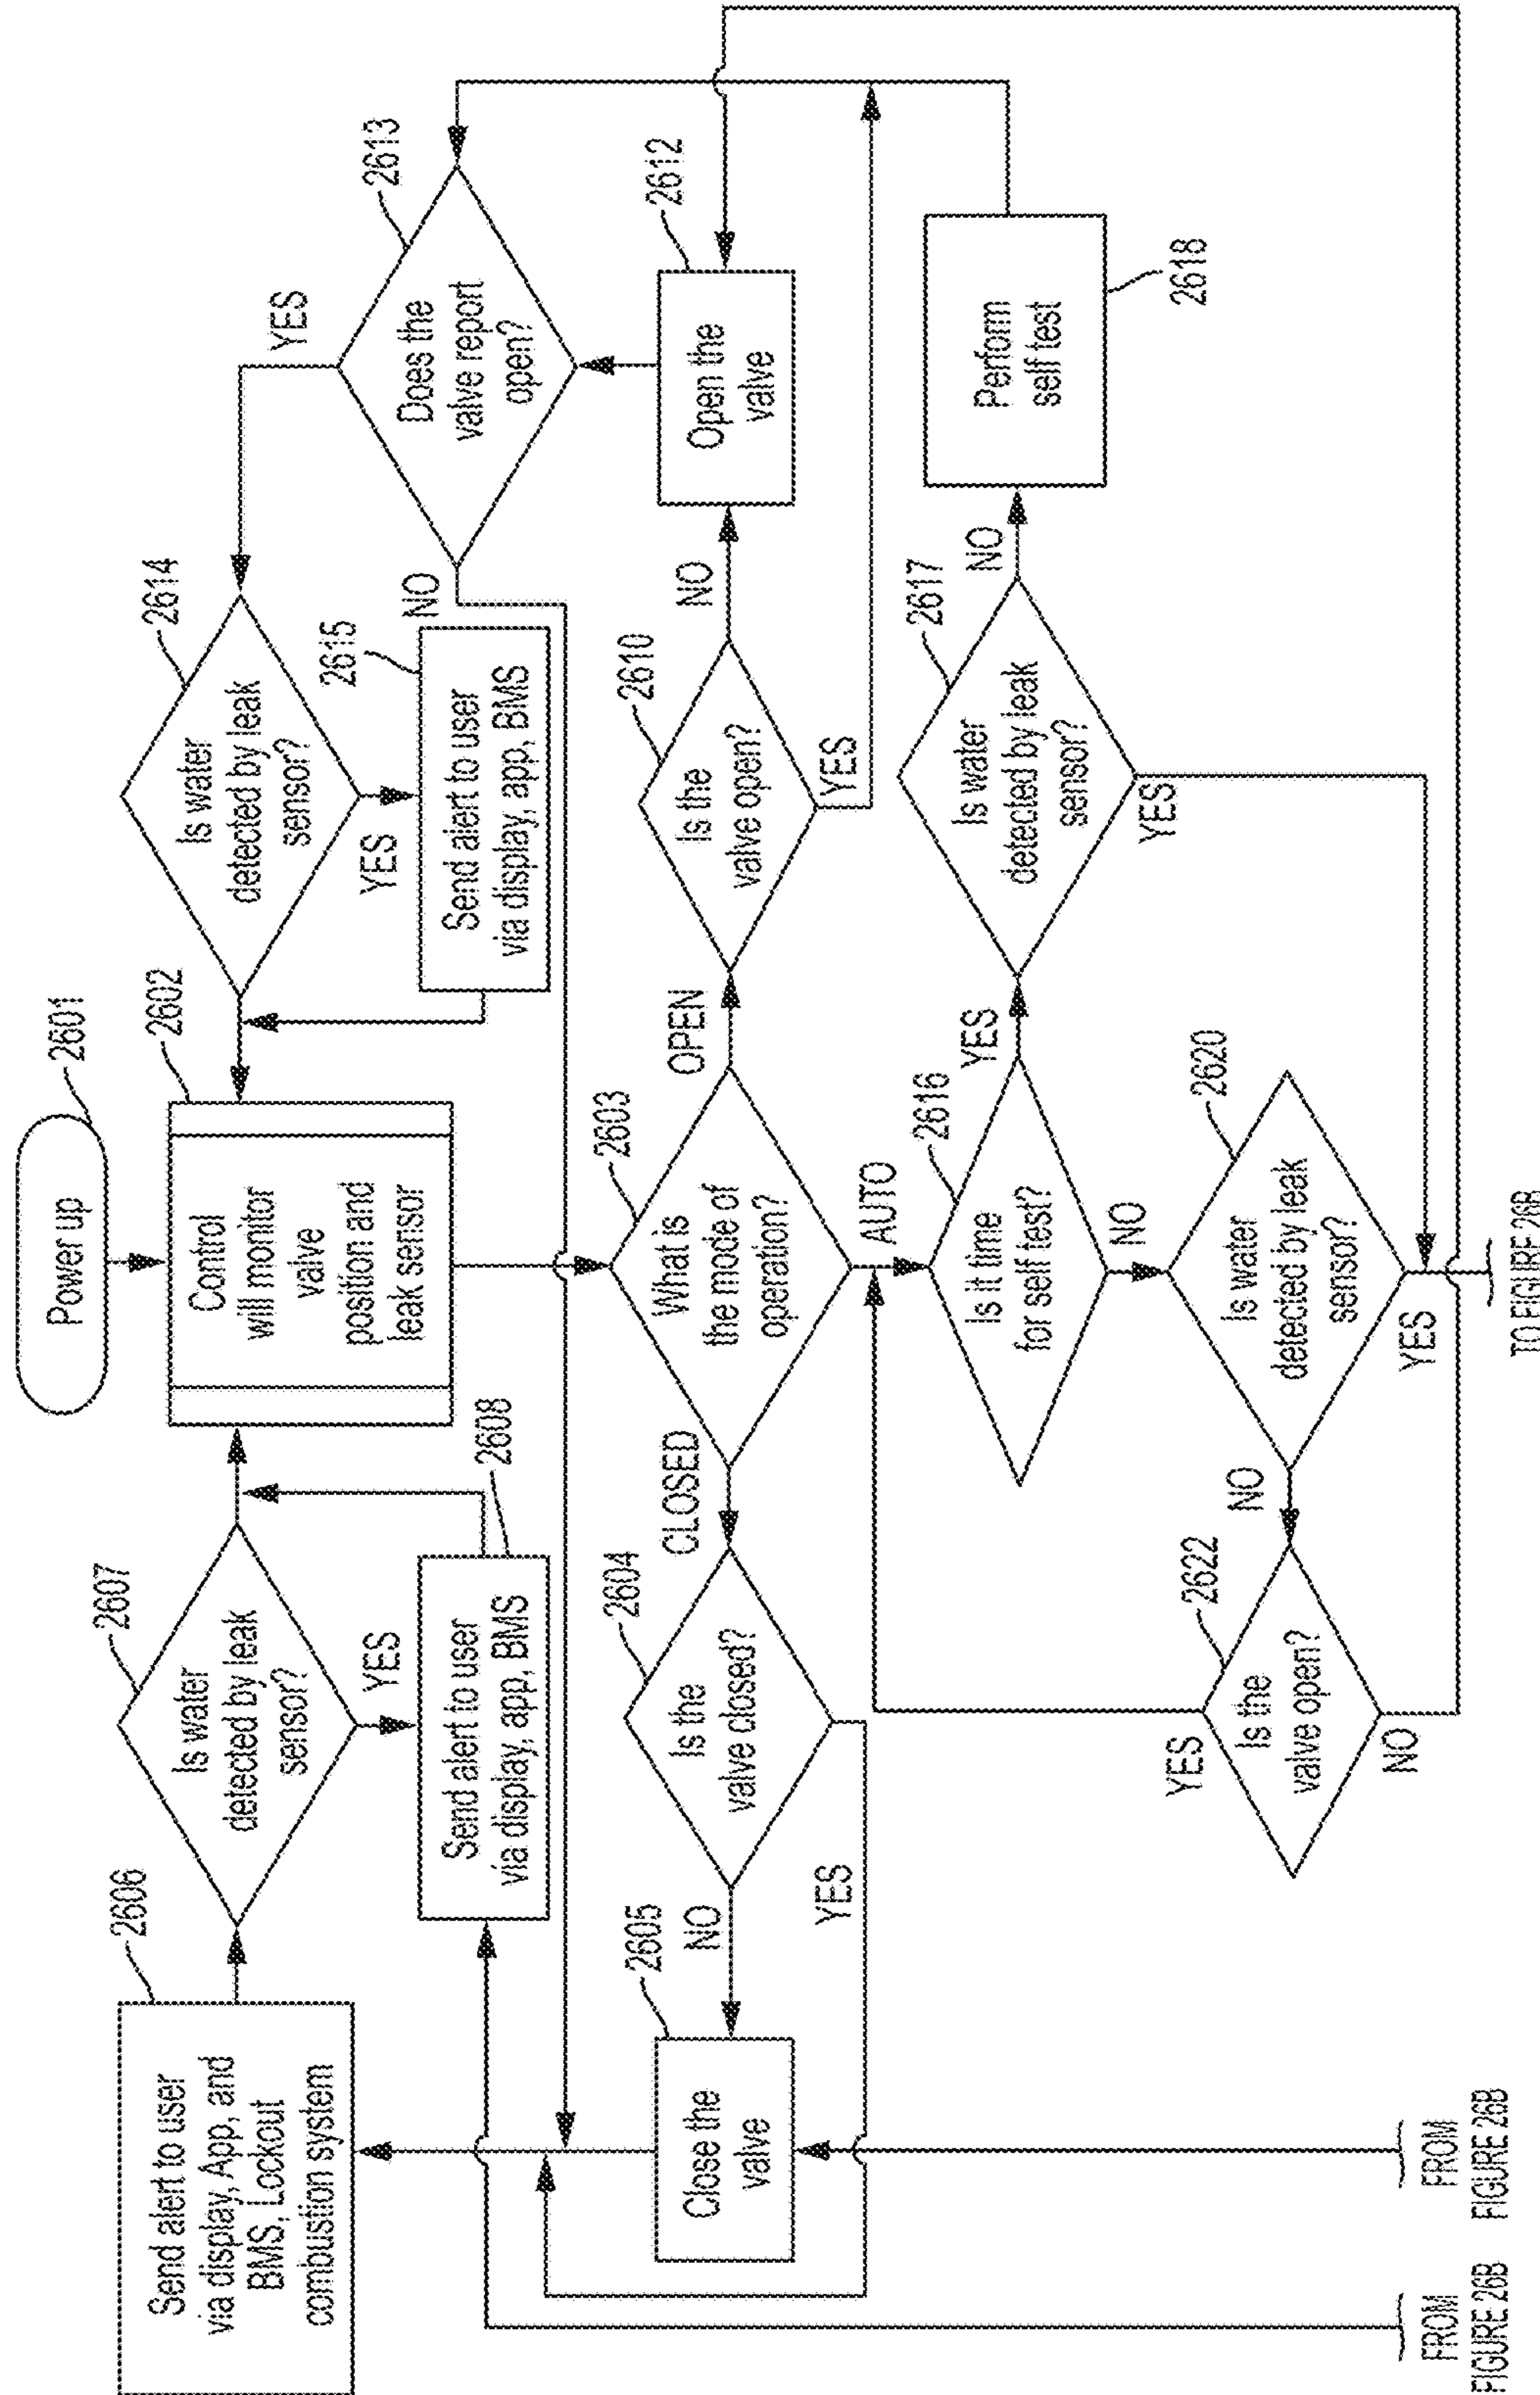 2601
Power up
2606
Send alert to user
via display, App, and
BMS, Lockout
combustion system
2607
Is water
detected by leak
sensor?
YES
2608
Send alert to user
via display, app, BMS
2602
Control
will monitor
valve
position and
leak sensor
2614
Is water
detected by leak
sensor?
YES
2615
Send alert to user
via display, app, BMS
2613
Does the
valve report
open?
YES
NO
2605
Close the
valve
NO
2604
Is the
valve closed?
YES
CLOSED
2603
What is
the mode of
operation?
OPEN
AUTO
2610
Is the
valve open?
NO
YES
2612
Open the
valve
2616
Is it time
for self test?
YES
NO
2617
Is water
detected by leak
sensor?
NO
YES
Perform
self test
2618
2622
Is the
valve open?
YES
NO
NO
2620
Is water
detected by leak
sensor?
YES
FROM
FIGURE 26B
FROM
FIGURE 26B
TO FIGURE 26B